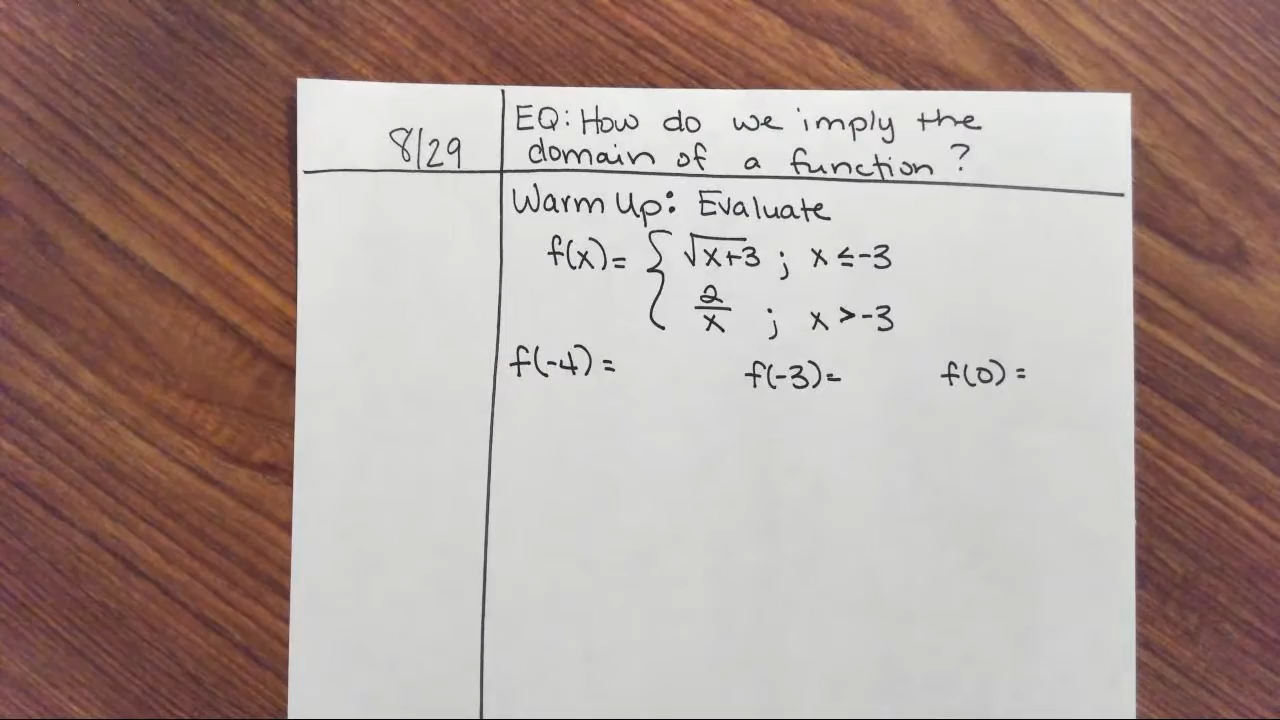 8/29
EQ: How do we imply the
domain of a function?
Warm Up: Evaluate
f(x)= { √x+3 ; x ≤ -3
2/x ; x > -3
f(-4) = f(-3)= f(0) =